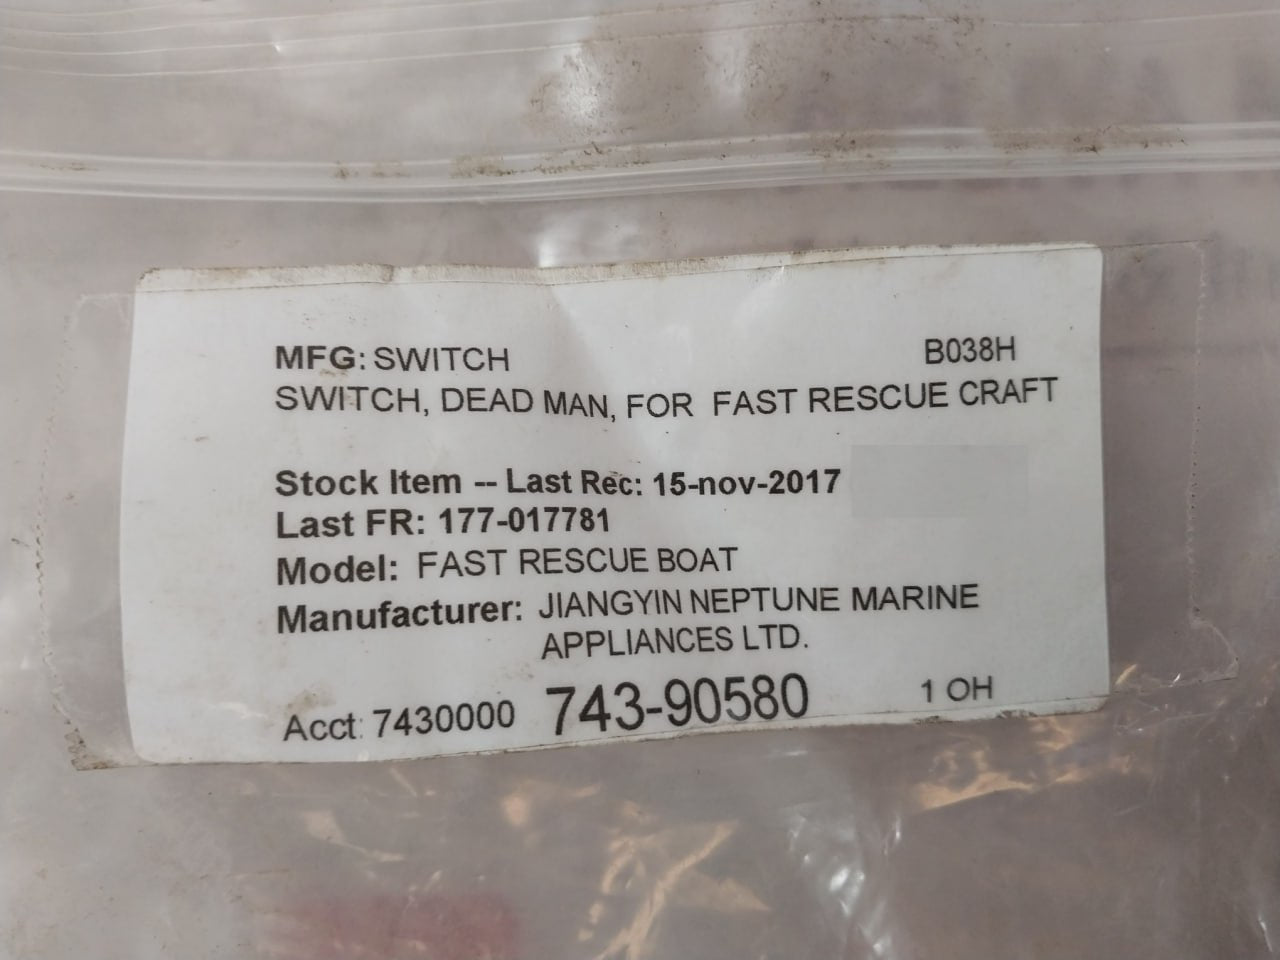 MFG: SWITCH B038H
SWITCH, DEAD MAN, FOR FAST RESCUE CRAFT
Stock Item -- Last Rec: 15-nov-2017
Last FR: 177-017781
Model: FAST RESCUE BOAT
Manufacturer: JIANGYIN NEPTUNE MARINE
APPLIANCES LTD.
Acct: 7430000 743-90580 1 OH